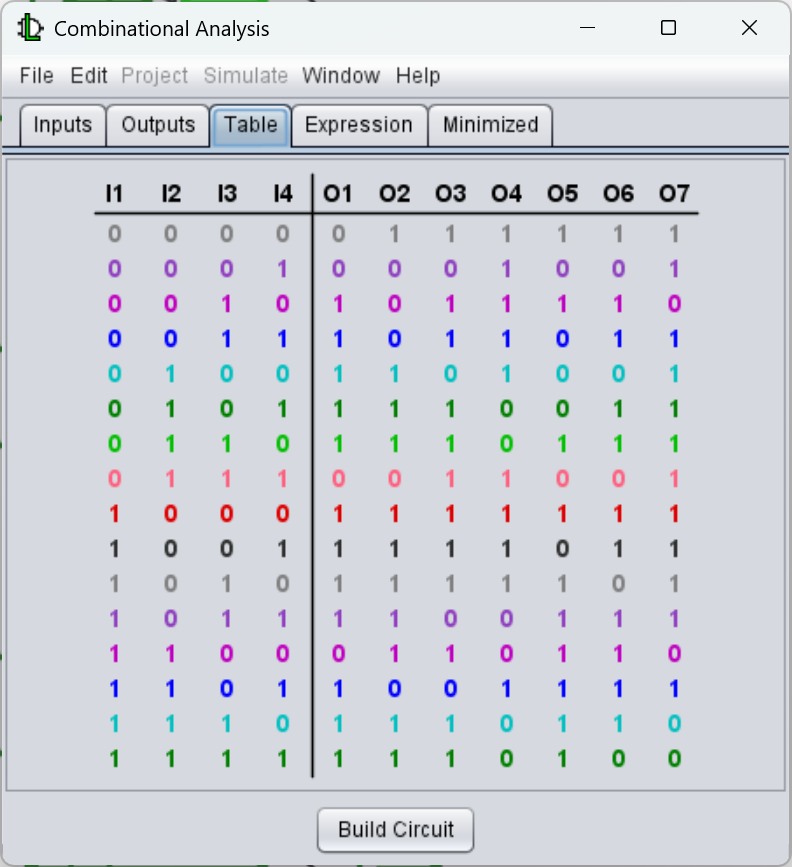 Combinational Analysis
File Edit Project Simulate Window Help
Inputs Outputs Table Expression Minimized
I1 I2 I3 I4 O1 O2 O3 O4 O5 O6 O7
0 0 0 0 0 1 1 1 1 1 1
0 0 0 1 0 0 0 1 0 0 1
0 0 1 0 1 0 1 1 1 1 0
0 0 1 1 1 0 1 1 0 1 1
0 1 0 0 1 1 0 1 0 0 1
0 1 0 1 1 1 1 0 0 1 1
0 1 1 0 1 1 1 0 1 1 1
0 1 1 1 0 0 1 1 0 0 1
1 0 0 0 1 1 1 1 1 1 1
1 0 0 1 1 1 1 1 0 1 1
1 0 1 0 1 1 1 1 1 0 1
1 0 1 1 1 1 0 0 1 1 1
1 1 0 0 0 1 1 0 1 1 0
1 1 0 1 1 0 0 1 1 1 1
1 1 1 0 1 1 1 0 1 1 0
1 1 1 1 1 1 1 0 1 0 0
Build Circuit